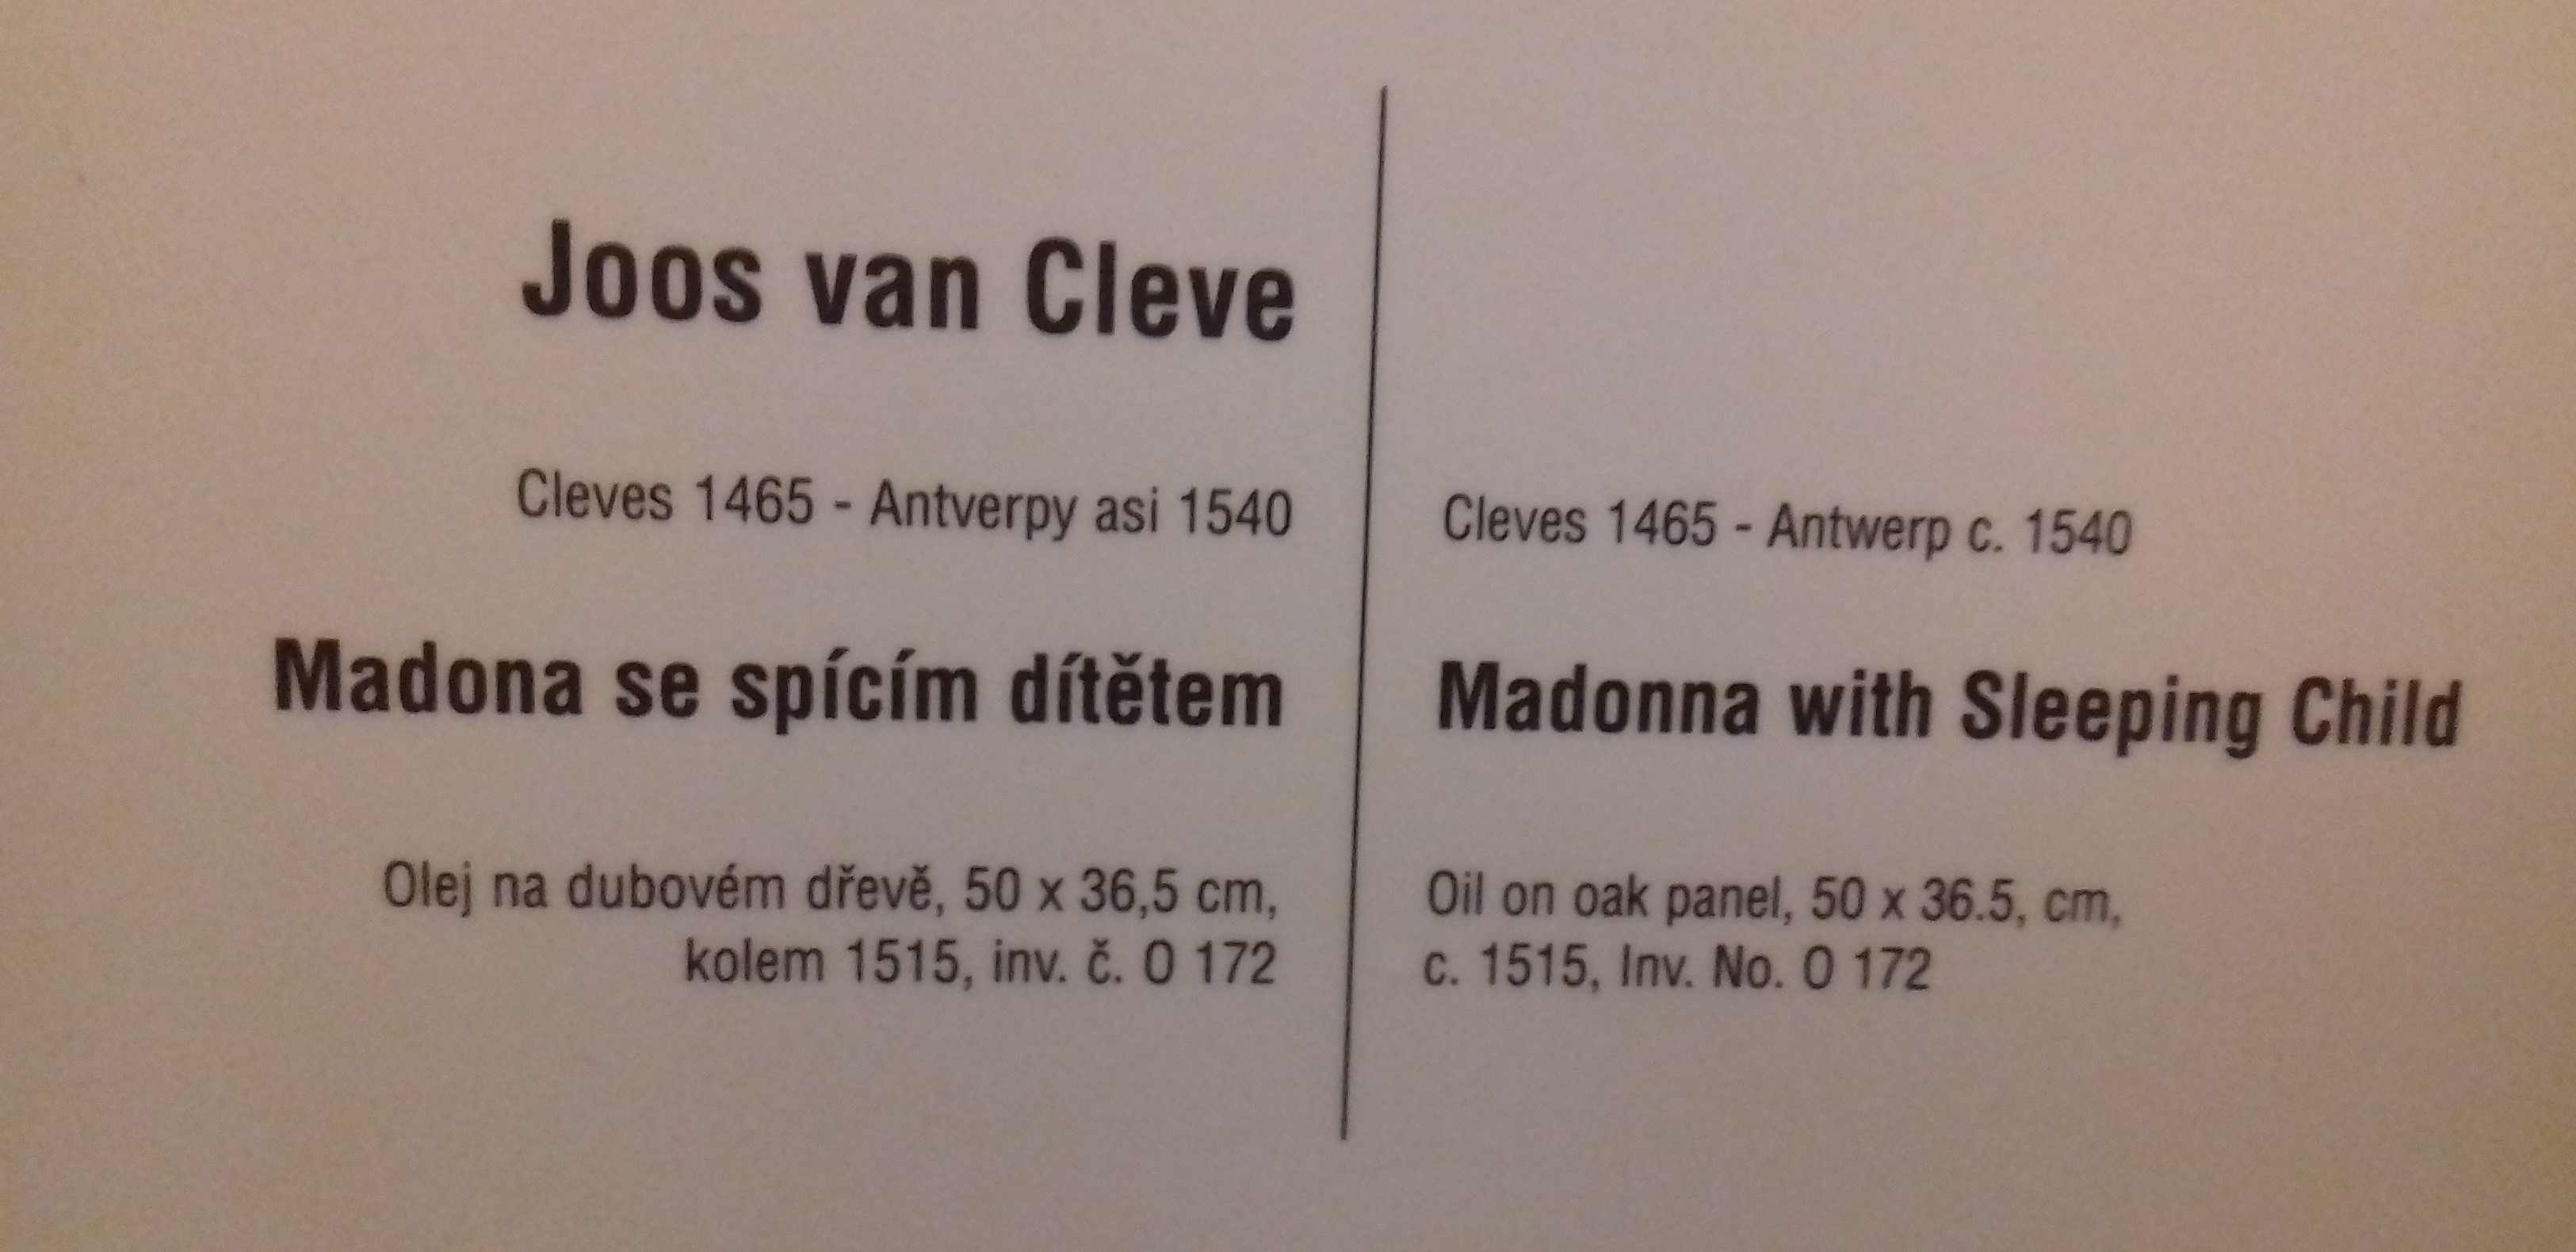 Joos van Cleve
Cleves 1465 - Antverpy asi 1540
Madona se spícím dítětem
Olej na dubovém dřevě, 50 x 36,5 cm,
kolem 1515, inv. č. O 172
Cleves 1465 - Antwerp c. 1540
Madonna with Sleeping Child
Oil on oak panel, 50 x 36.5, cm,
c. 1515, Inv. No. O 172